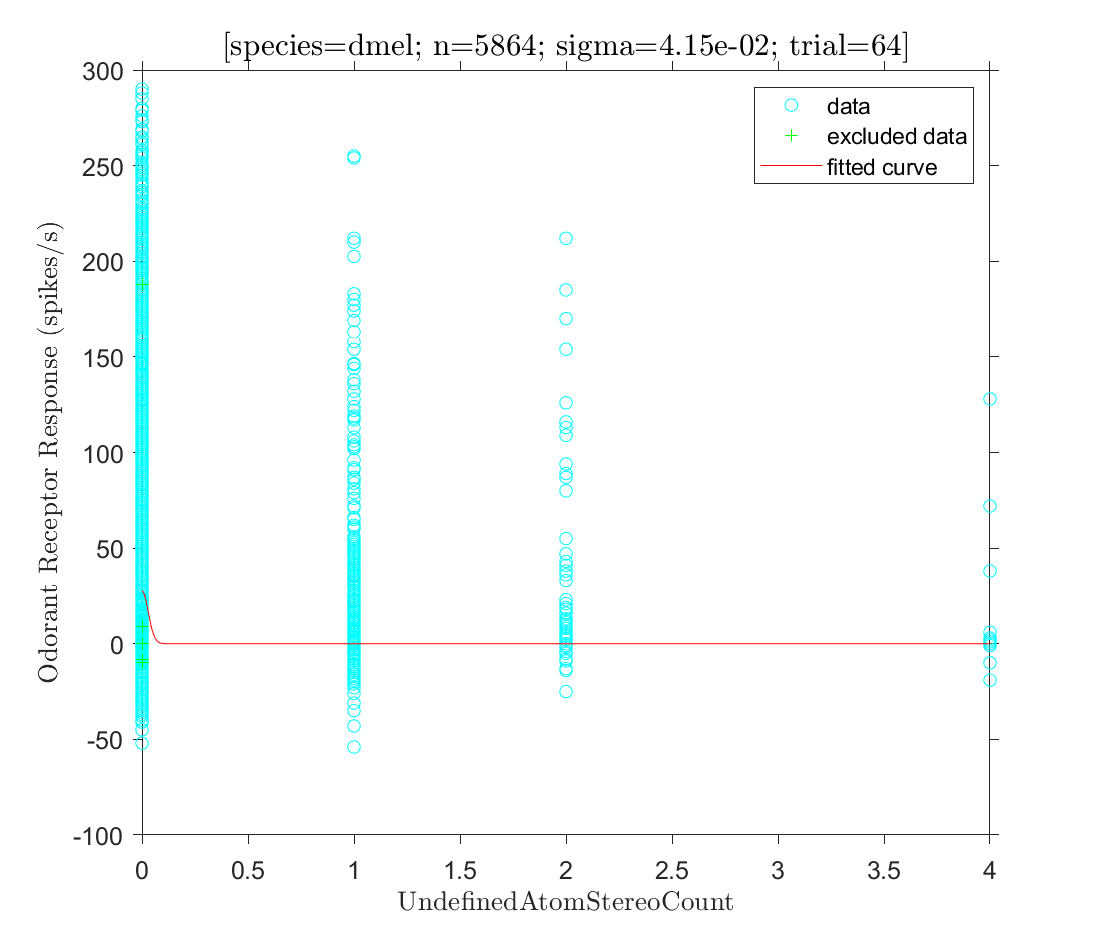 [species=dmel; n=5864; sigma=4.15e-02; trial=64]
300
250
200
150
100
50
0
-50
-100
Odorant Receptor Response (spikes/s)
data
excluded data
fitted curve
0 0.5 1 1.5 2 2.5 3 3.5 4
UndefinedAtomStereoCount